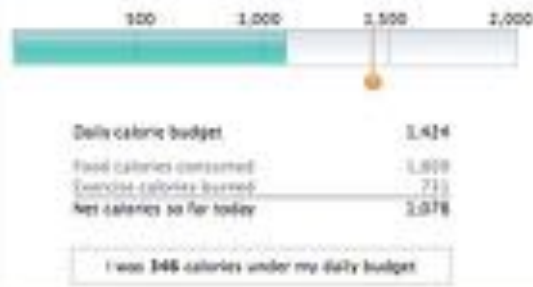 500 1,000 1,500 2,000
Daily calorie budget 1,424
Food calories consumed 1,809
Exercise calories burned 731
Net calories so far today 1,078
I was 346 calories under my daily budget